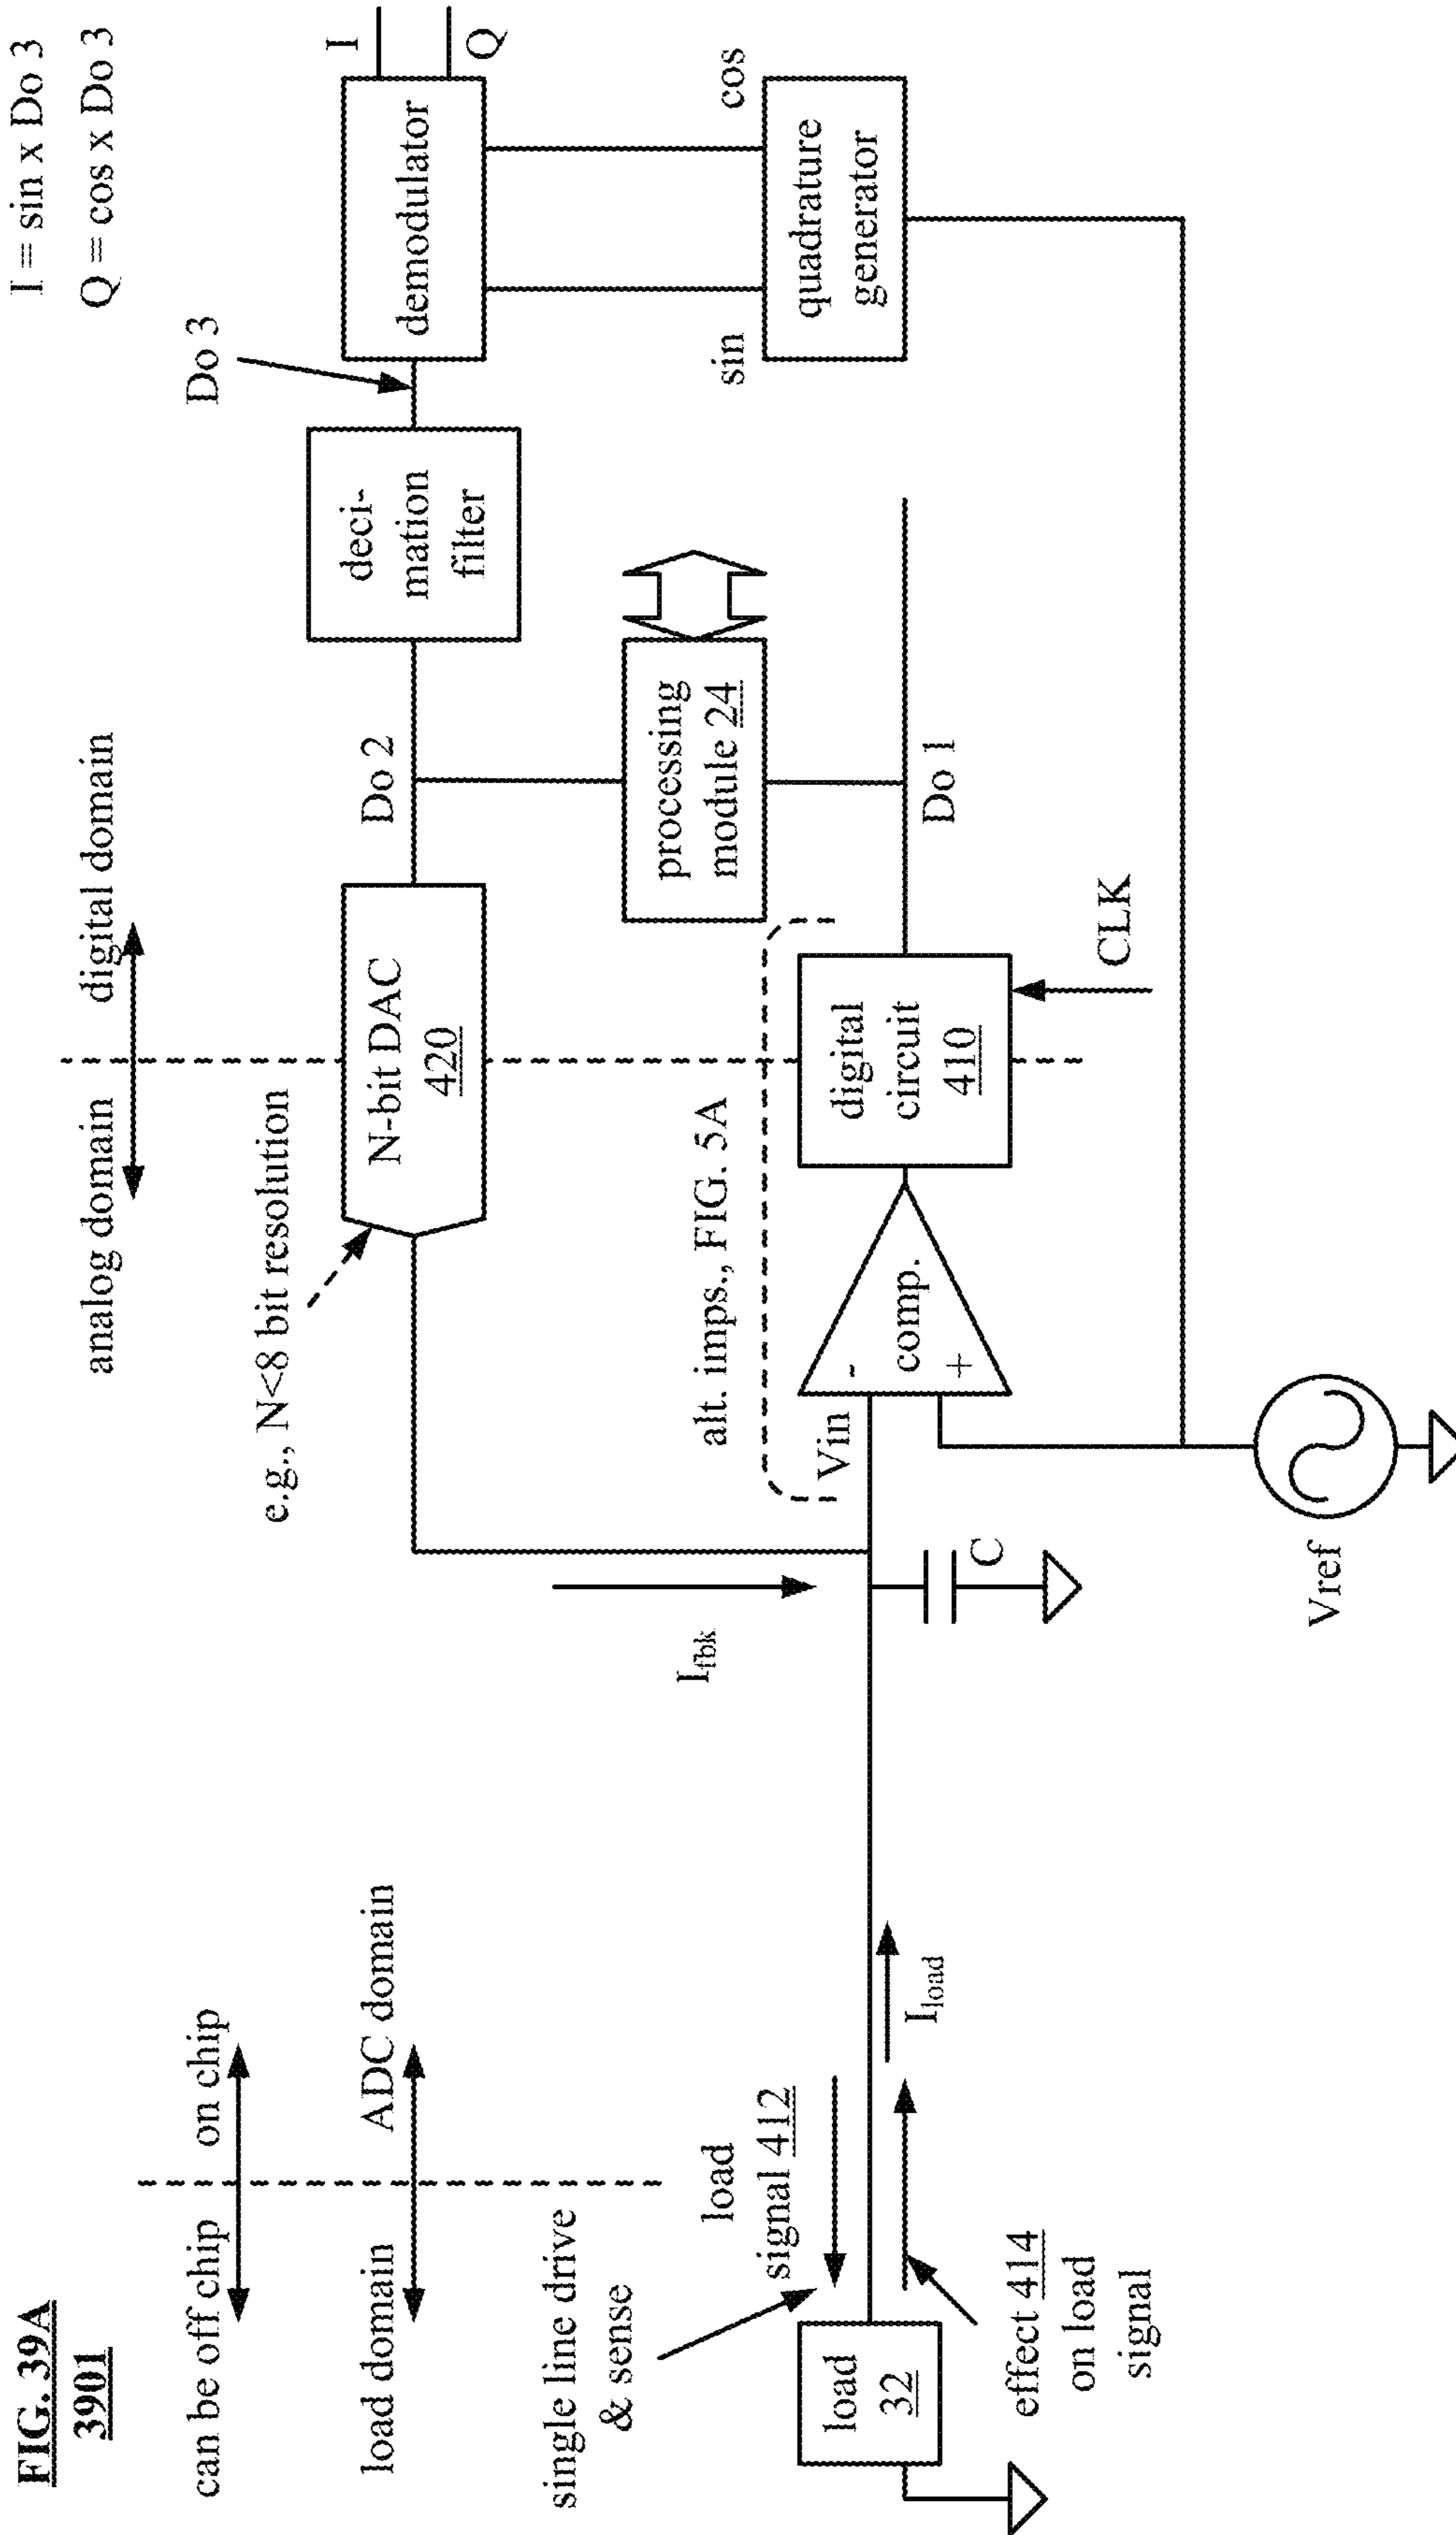 FIG. 39A
3901
can be off chip
on chip
load domain
ADC domain
single line drive
& sense
load
signal 412
load
32
effect 414
on load
signal
I_load
I_fbk
analog domain
digital domain
e.g., N<8 bit resolution
N-bit DAC
420
Do 2
deci-
mation
filter
Do 3
demodulator
I
Q
I = sin x Do 3
Q = cos x Do 3
processing
module 24
alt. imps., FIG. 5A
Vin
-
comp.
+
digital
circuit
410
Do 1
CLK
sin
cos
quadrature
generator
C
Vref